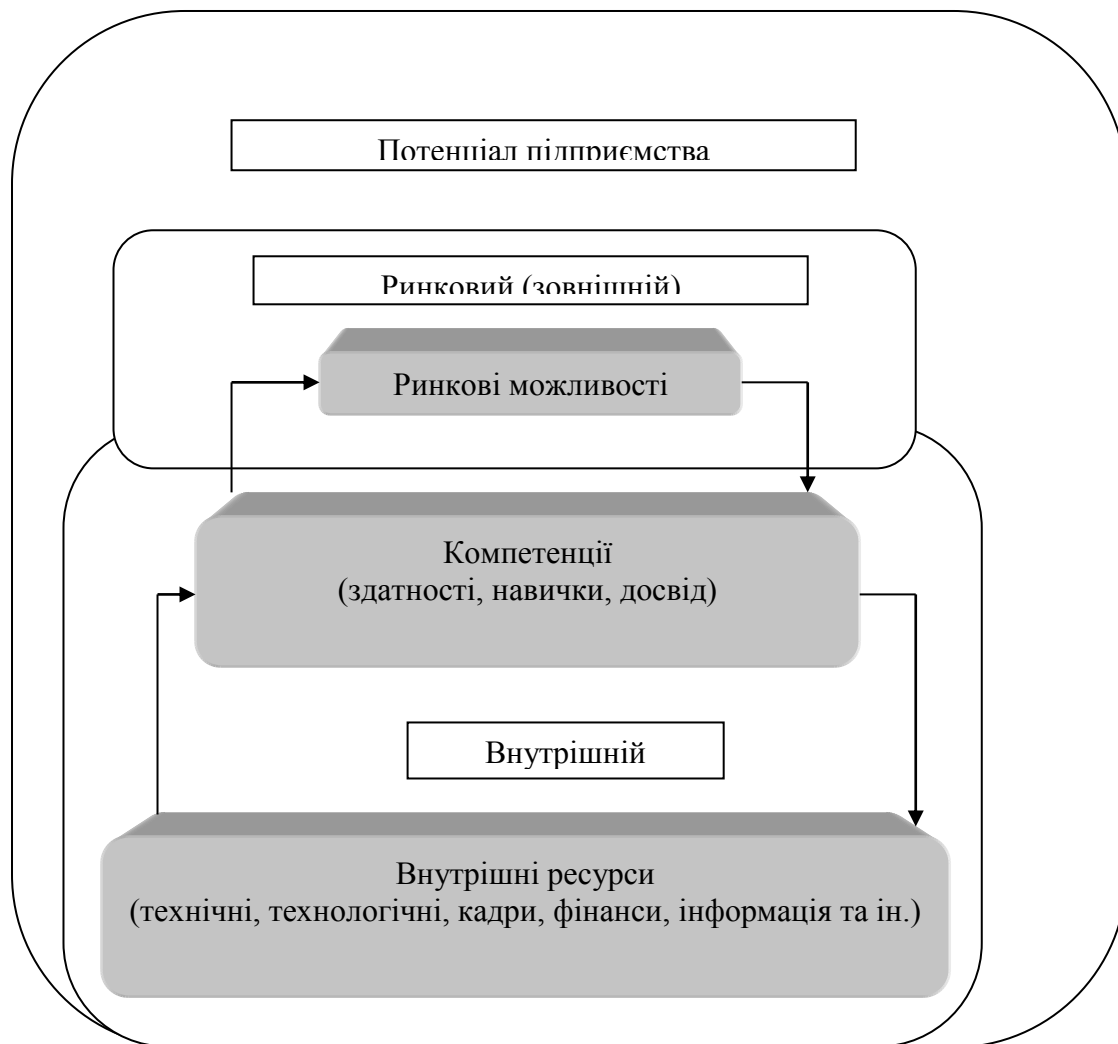 Потенціал підприємства
Ринковий (зовнішній)
Ринкові можливості
Компетенції
(здатності, навички, досвід)
Внутрішній
Внутрішні ресурси
(технічні, технологічні, кадри, фінанси, інформація та ін.)